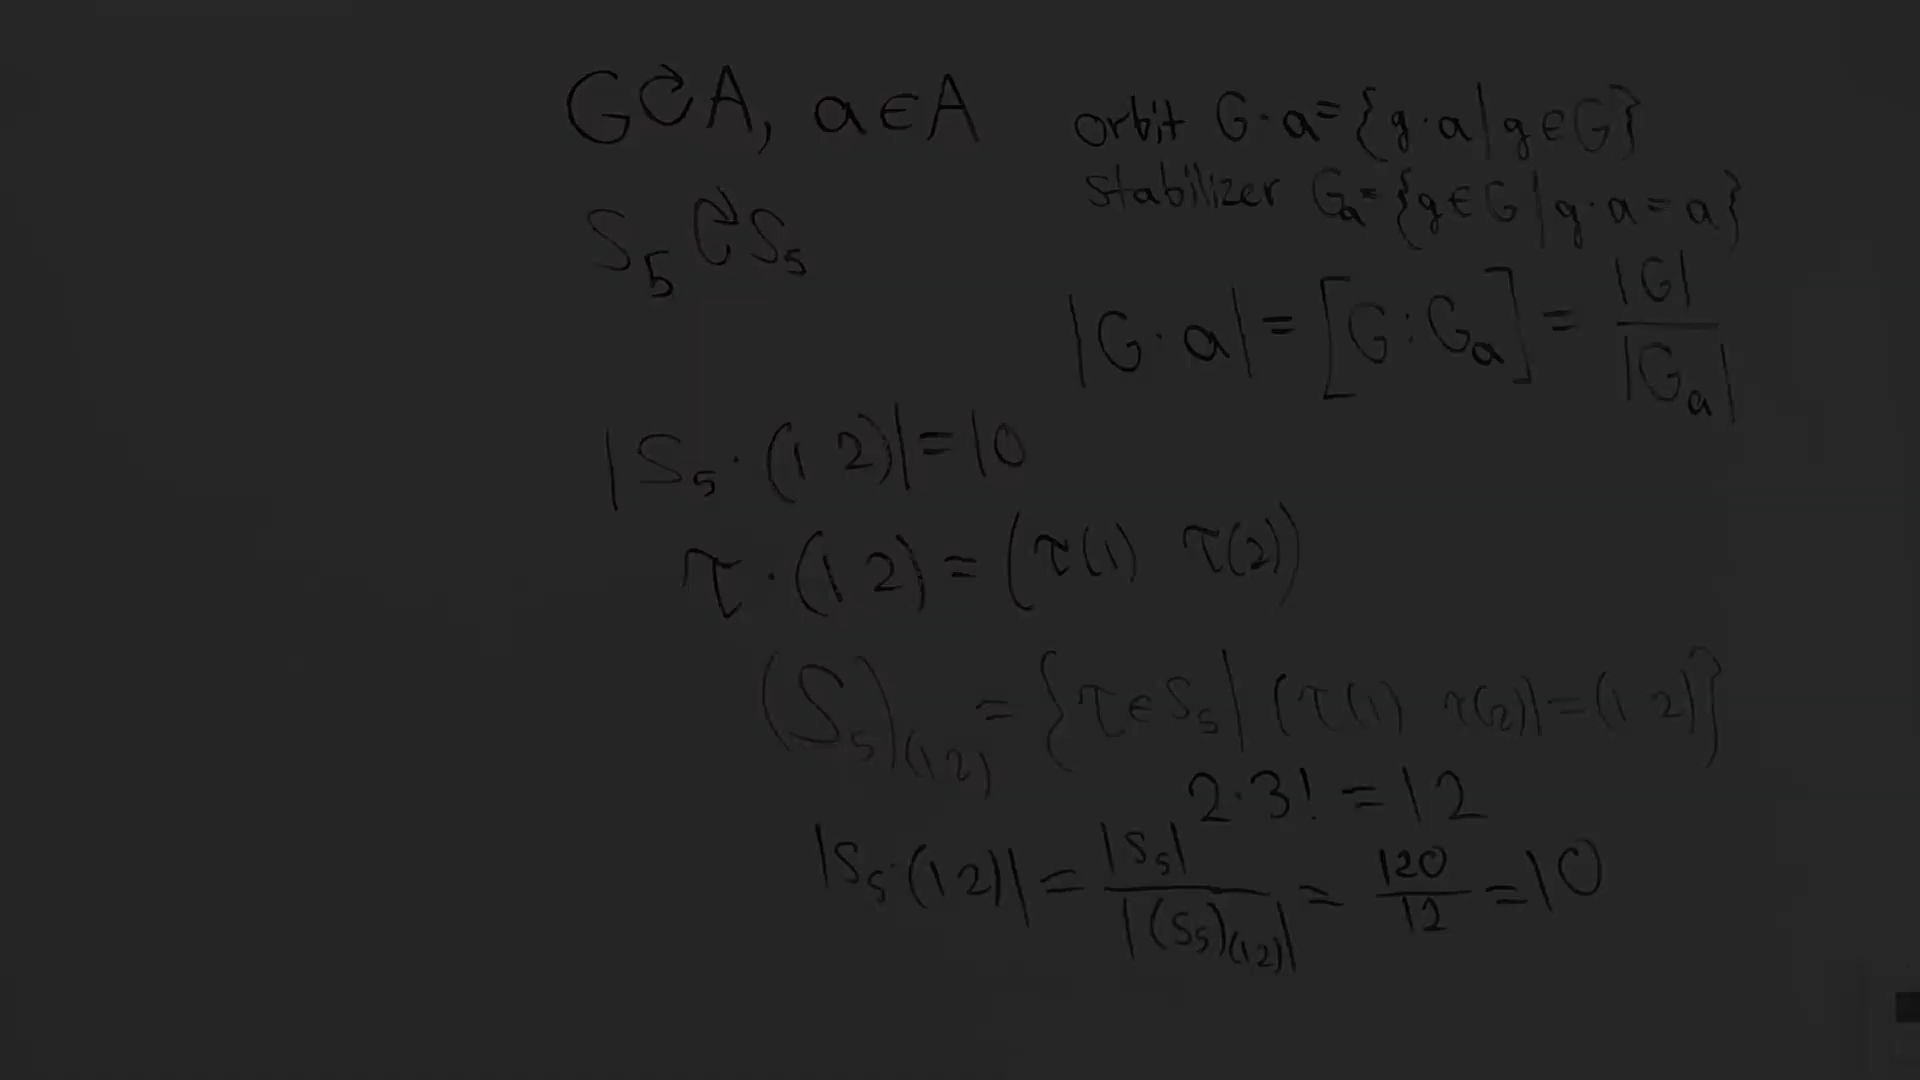 G↻A, a∈A
orbit G·a={g·a|g∈G}
stabilizer Gₐ={g∈G|g·a=a}
S₅↻S₅
|G·a|=[G:Gₐ]=|G|/|Gₐ|
|S₅·(1 2)|=10
τ·(1 2)=(τ(1) τ(2))
(S₅)₍₁ ₂₎={τ∈S₅|(τ(1) τ(2))=(1 2)}
2·3!=12
|S₅·(1 2)|=|S₅|/|(S₅)₍₁ ₂₎|=120/12=10